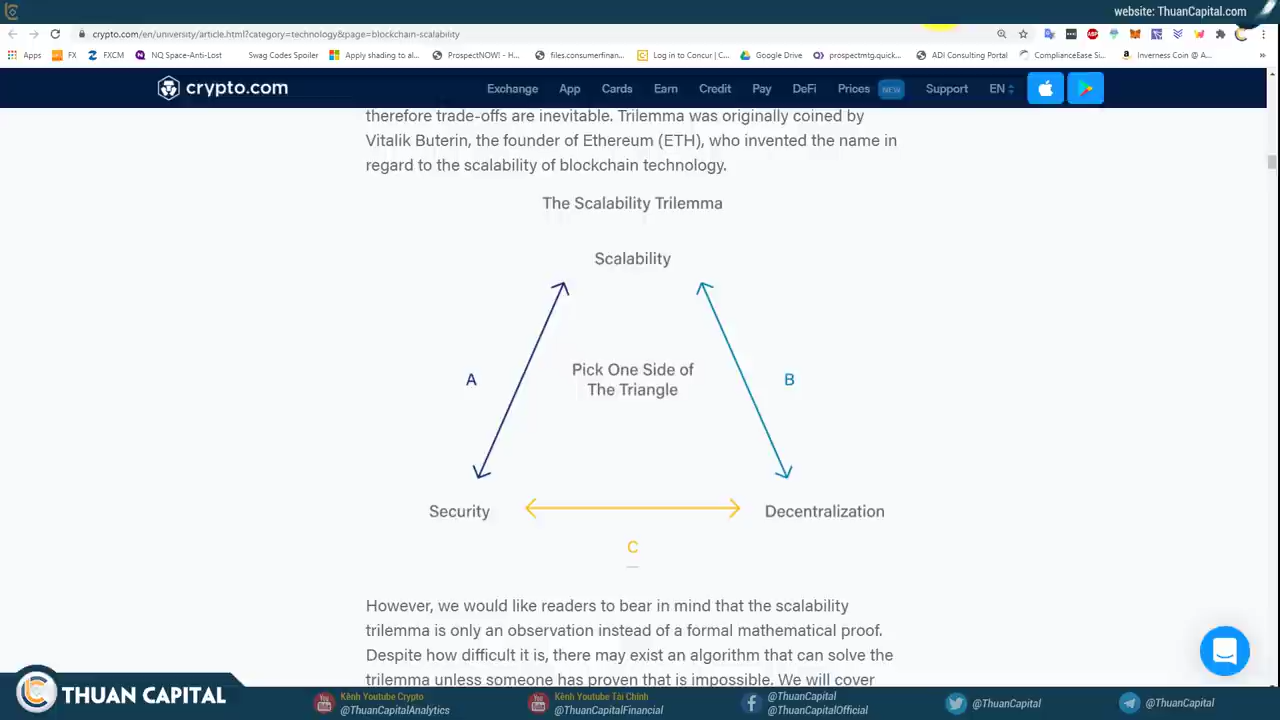 website: ThuanCapital.com
crypto.com/en/university/article.html?category=technology&page=blockchain-scalability
Apps FX FXCM NQ Space-Anti-Lost Swag Codes Spoiler Apply shading to al... ProspectNOW! - H... files.consumerfinan... Log in to Concur | C... Google Drive prospectmtg.quick... ADI Consulting Portal ComplianceEase Si... Inverness Coin @ A...
crypto.com Exchange App Cards Earn Credit Pay DeFi Prices NEW Support EN
therefore trade-offs are inevitable. Trilemma was originally coined by
Vitalik Buterin, the founder of Ethereum (ETH), who invented the name in
regard to the scalability of blockchain technology.
The Scalability Trilemma
Scalability
Pick One Side of
The Triangle
A
B
Security
Decentralization
C
However, we would like readers to bear in mind that the scalability
trilemma is only an observation instead of a formal mathematical proof.
Despite how difficult it is, there may exist an algorithm that can solve the
trilemma unless someone has proven that is impossible. We will cover
THUAN CAPITAL
Kênh Youtube Crypto
@ThuanCapitalAnalytics
Kênh Youtube Tài Chính
@ThuanCapitalFinancial
@ThuanCapital
@ThuanCapitalOfficial
@ThuanCapital
@ThuanCapital